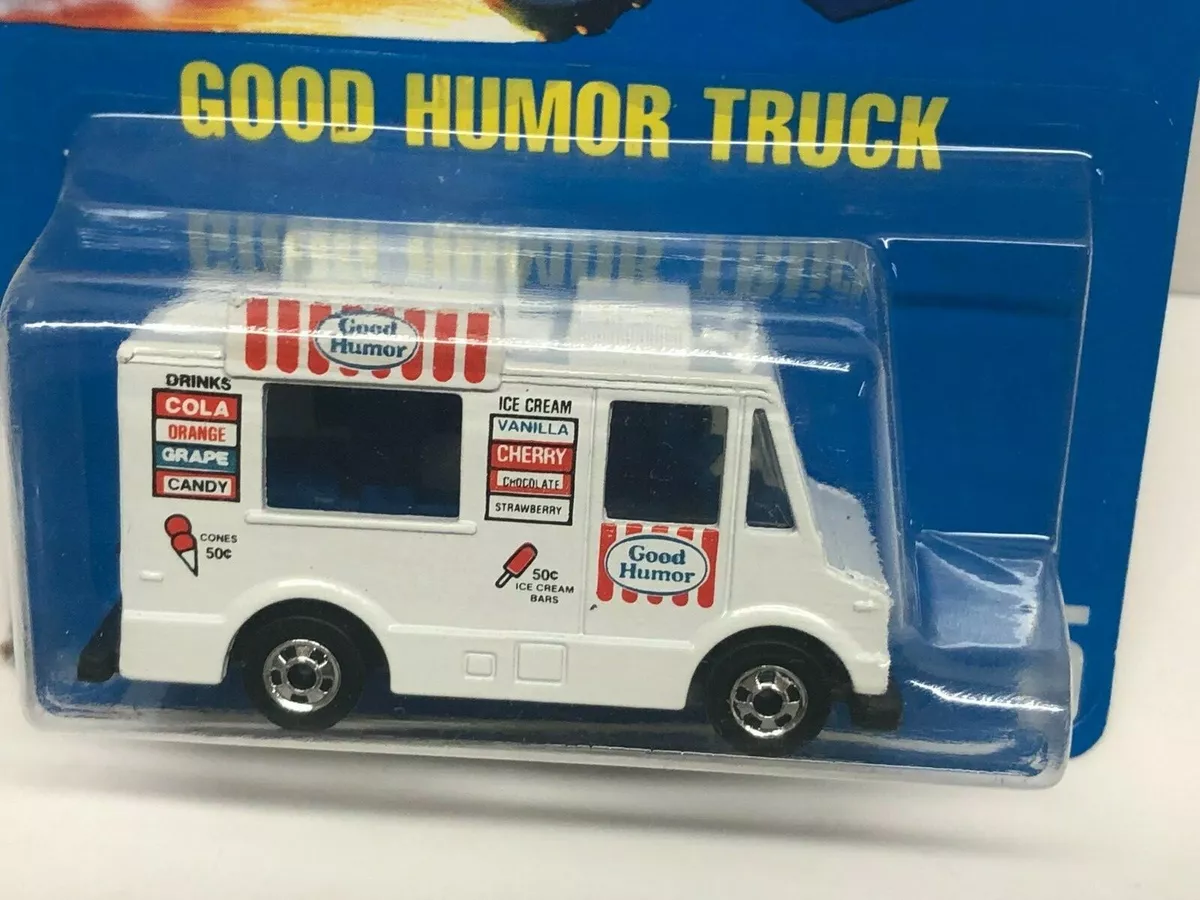 GOOD HUMOR TRUCK
Good
Humor
DRINKS
COLA
ORANGE
GRAPE
CANDY
CONES
50¢
ICE CREAM
VANILLA
CHERRY
CHOCOLATE
STRAWBERRY
50¢
ICE CREAM
BARS
Good
Humor